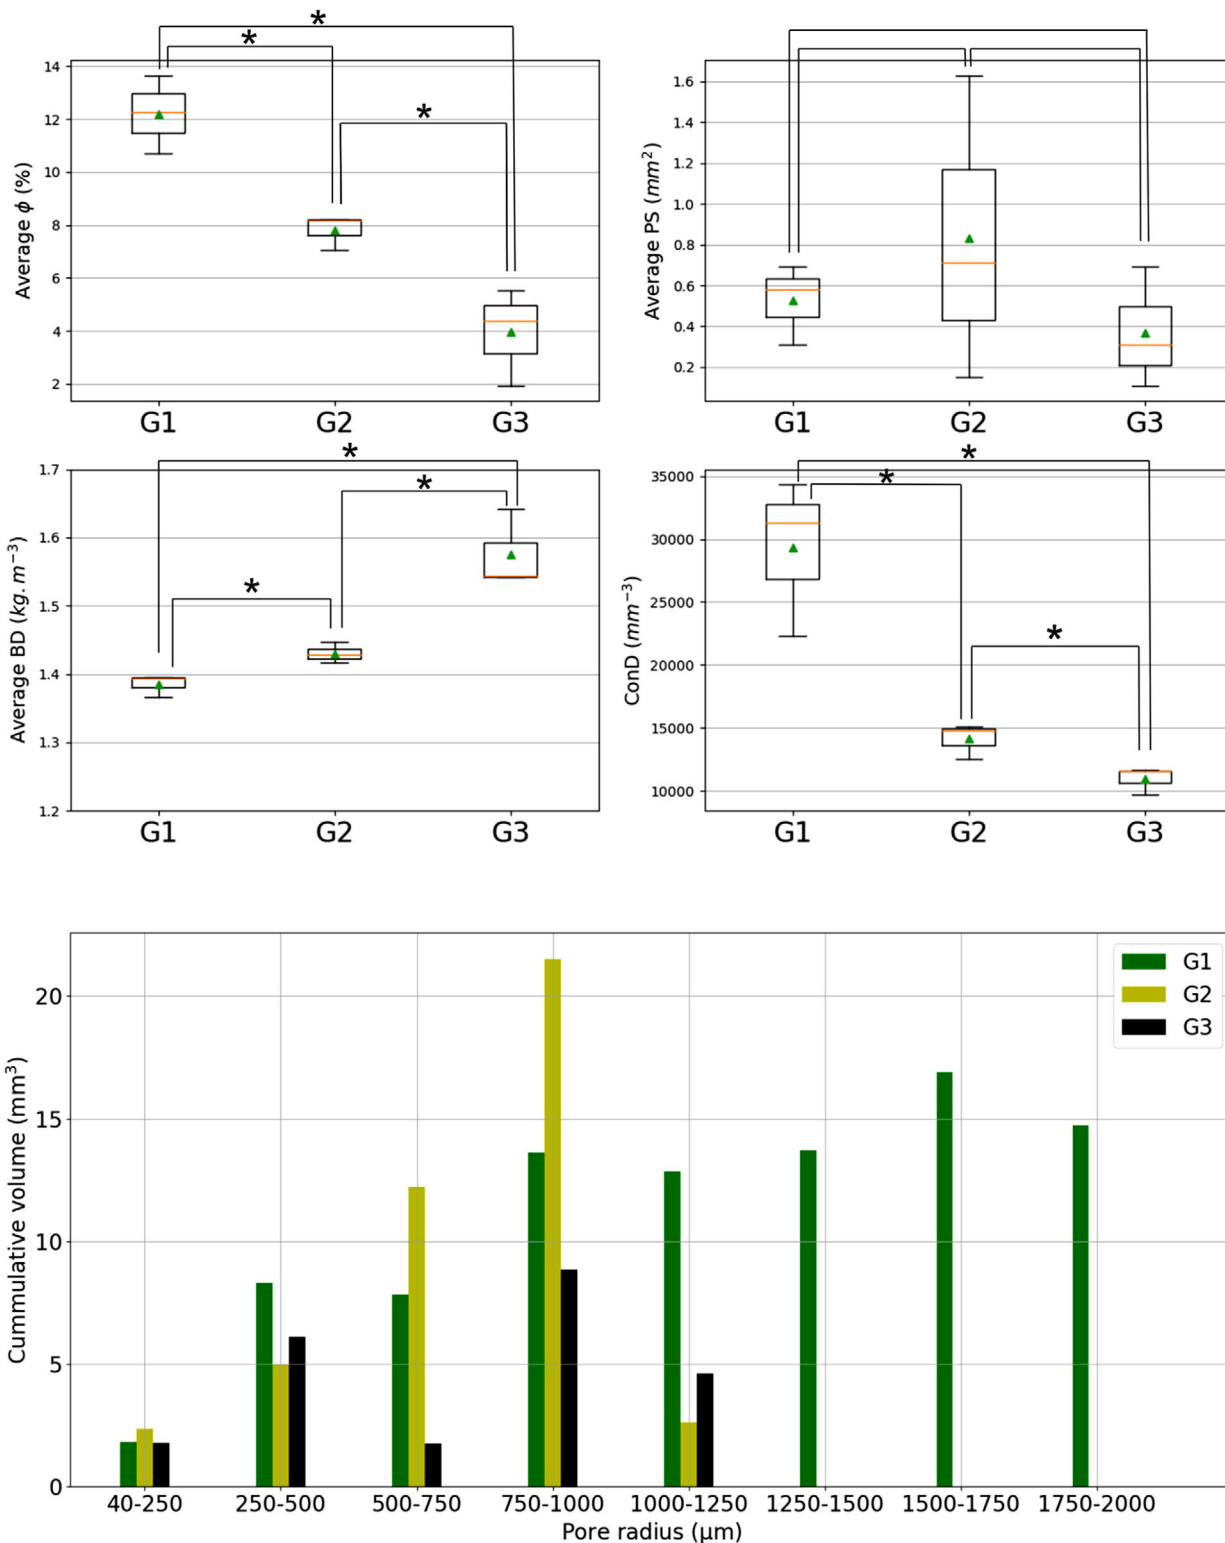 *
*
*
14
12
10
8
6
4
2
Average ϕ (%)
G1 G2 G3
1.6
1.4
1.2
1.0
0.8
0.6
0.4
0.2
Average PS (mm²)
G1 G2 G3
*
*
*
1.7
1.6
1.5
1.4
1.3
1.2
Average BD (kg.m⁻³)
G1 G2 G3
*
*
*
35000
30000
25000
20000
15000
10000
ConD (mm⁻³)
G1 G2 G3
20
15
10
5
0
Cummulative volume (mm³)
G1
G2
G3
40-250 250-500 500-750 750-1000 1000-1250 1250-1500 1500-1750 1750-2000
Pore radius (μm)